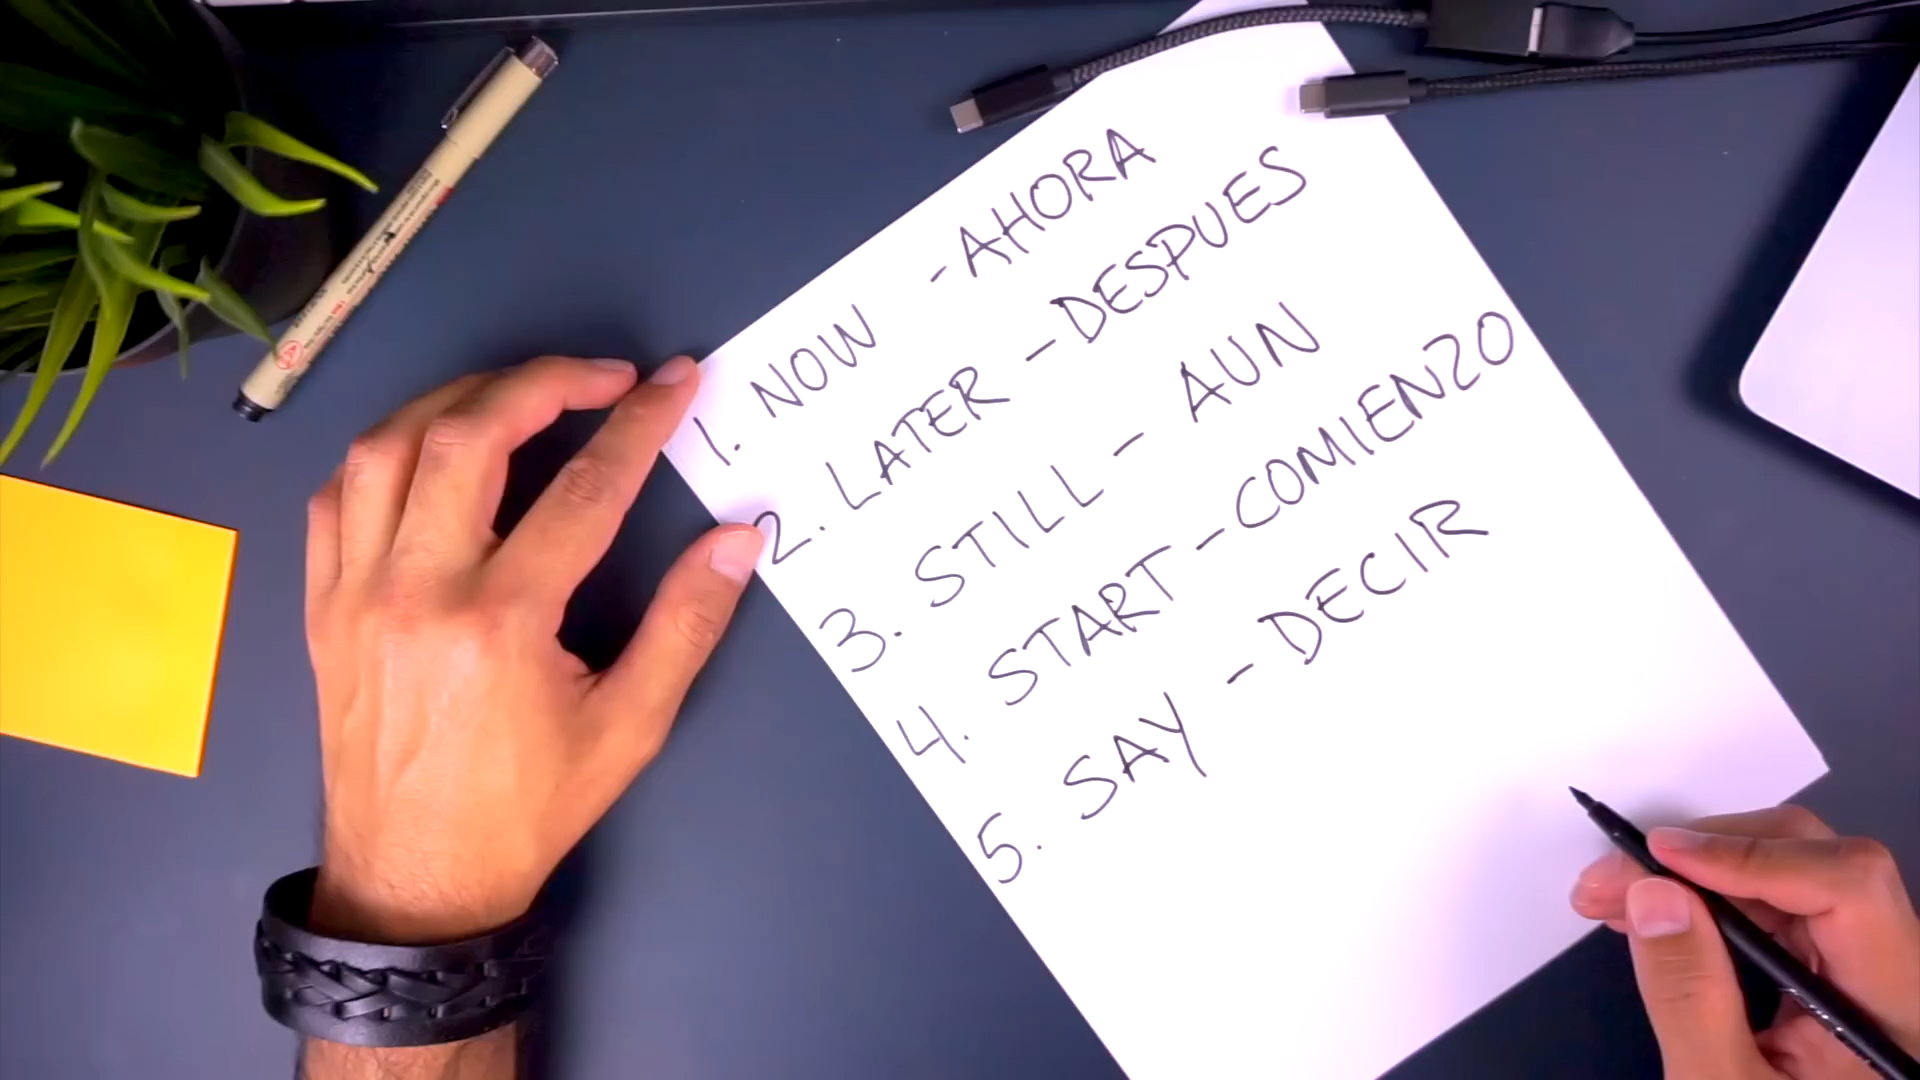 1. NOW - AHORA
2. LATER - DESPUES
3. STILL - AUN
4. START - COMIENZO
5. SAY - DECIR